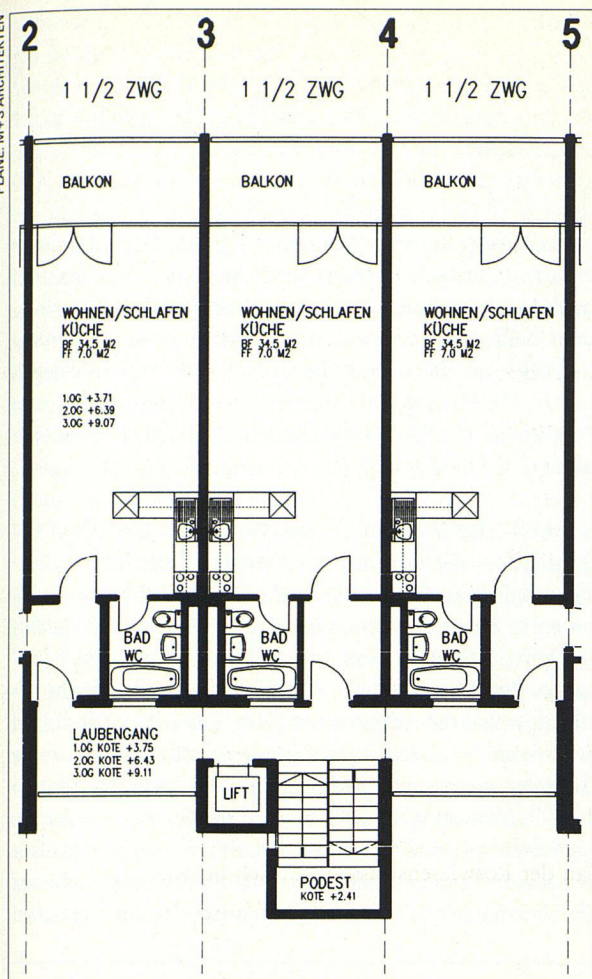 PLÄNE: M+S ARCHITEKTEN
2 3 4 5
1 1/2 ZWG 1 1/2 ZWG 1 1/2 ZWG
BALKON BALKON BALKON
WOHNEN/SCHLAFEN WOHNEN/SCHLAFEN WOHNEN/SCHLAFEN
KÜCHE KÜCHE KÜCHE
BF 34.5 M2 BF 34.5 M2 BF 34.5 M2
FF 7.0 M2 FF 7.0 M2 FF 7.0 M2
1.OG +3.71
2.OG +6.39
3.OG +9.07
BAD BAD BAD
WC WC WC
LAUBENGANG
1.OG KOTE +3.75
2.OG KOTE +6.43
3.OG KOTE +9.11
LIFT
PODEST
KOTE +2.41